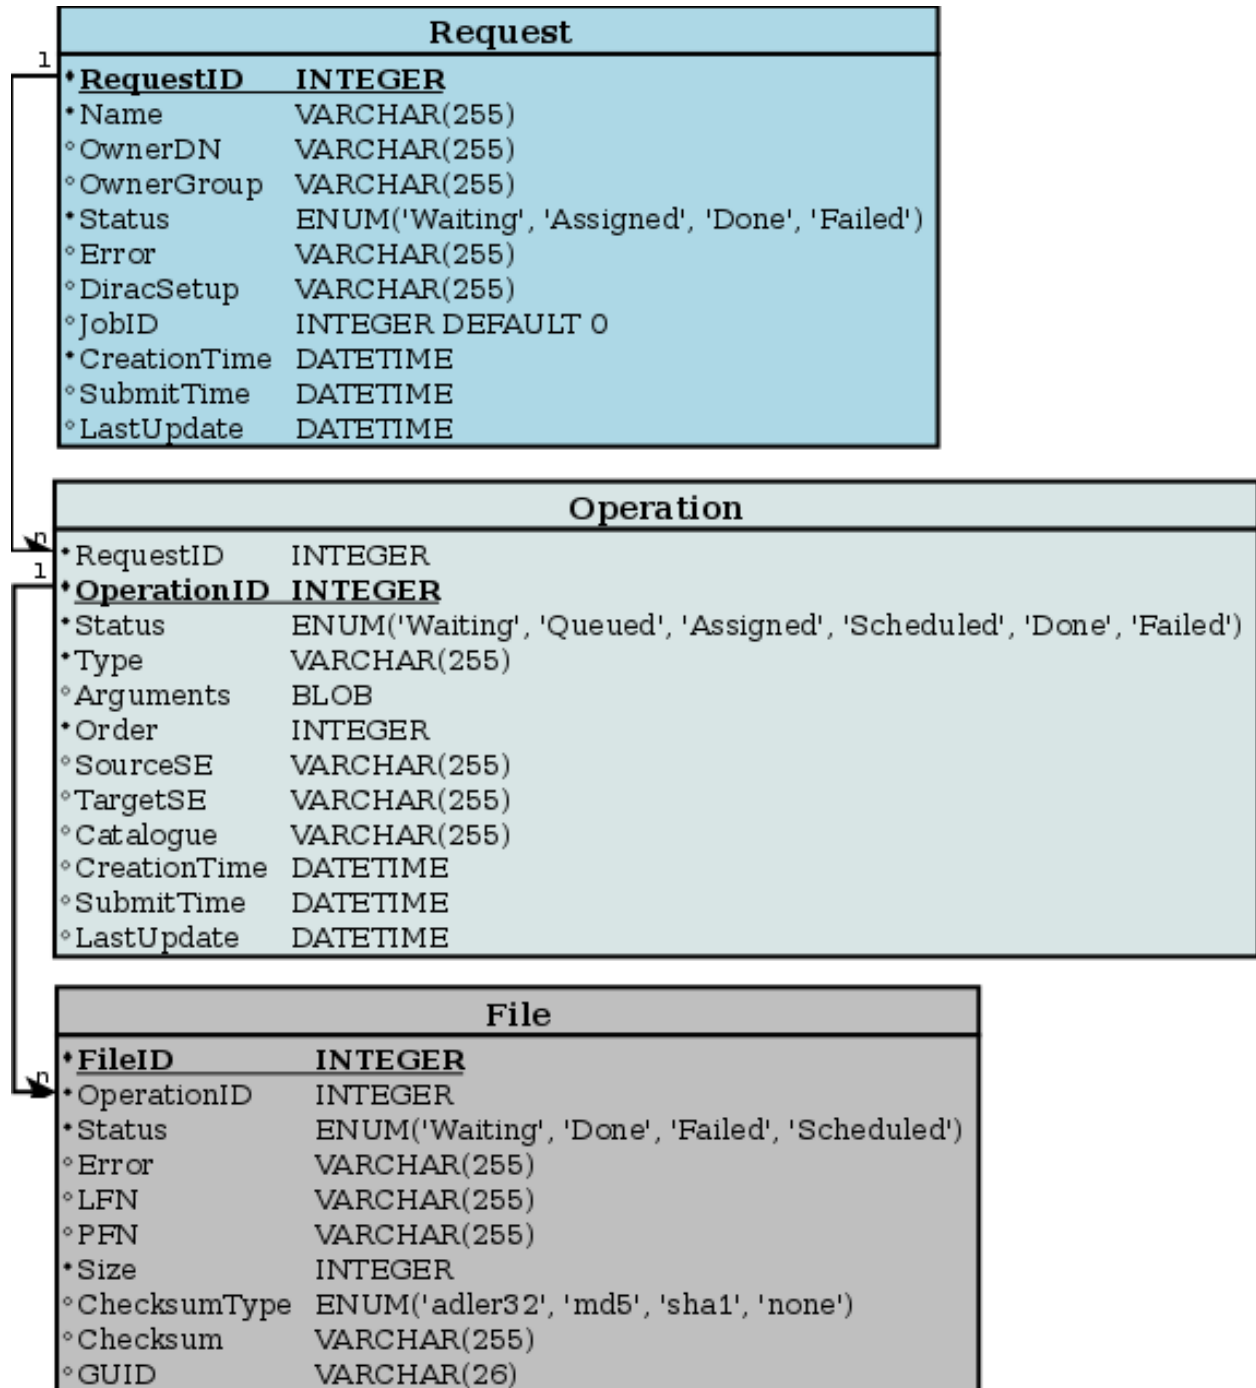 Request
1
RequestID INTEGER
Name VARCHAR(255)
OwnerDN VARCHAR(255)
OwnerGroup VARCHAR(255)
Status ENUM('Waiting', 'Assigned', 'Done', 'Failed')
Error VARCHAR(255)
DiracSetup VARCHAR(255)
JobID INTEGER DEFAULT 0
CreationTime DATETIME
SubmitTime DATETIME
LastUpdate DATETIME
Operation
n
RequestID INTEGER
1
OperationID INTEGER
Status ENUM('Waiting', 'Queued', 'Assigned', 'Scheduled', 'Done', 'Failed')
Type VARCHAR(255)
Arguments BLOB
Order INTEGER
SourceSE VARCHAR(255)
TargetSE VARCHAR(255)
Catalogue VARCHAR(255)
CreationTime DATETIME
SubmitTime DATETIME
LastUpdate DATETIME
File
FileID INTEGER
n
OperationID INTEGER
Status ENUM('Waiting', 'Done', 'Failed', 'Scheduled')
Error VARCHAR(255)
LFN VARCHAR(255)
PFN VARCHAR(255)
Size INTEGER
ChecksumType ENUM('adler32', 'md5', 'sha1', 'none')
Checksum VARCHAR(255)
GUID VARCHAR(26)